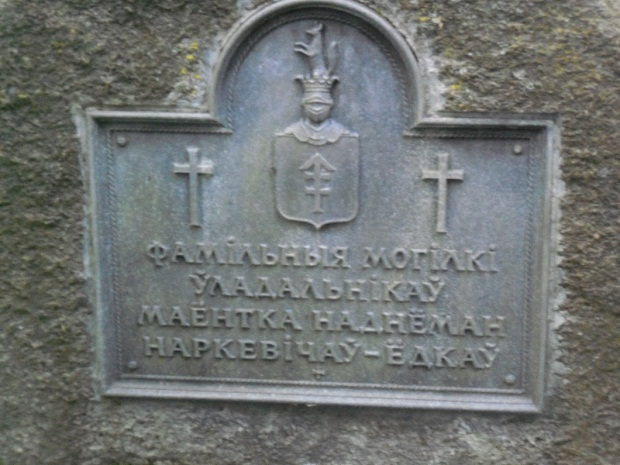 ФАМІЛЬНЫЯ МОГІЛКІ
ЎЛАДАЛЬНІКАЎ
МАЁНТКА НАДНЁМАН
НАРКЕВІЧАЎ-ЁДКАЎ